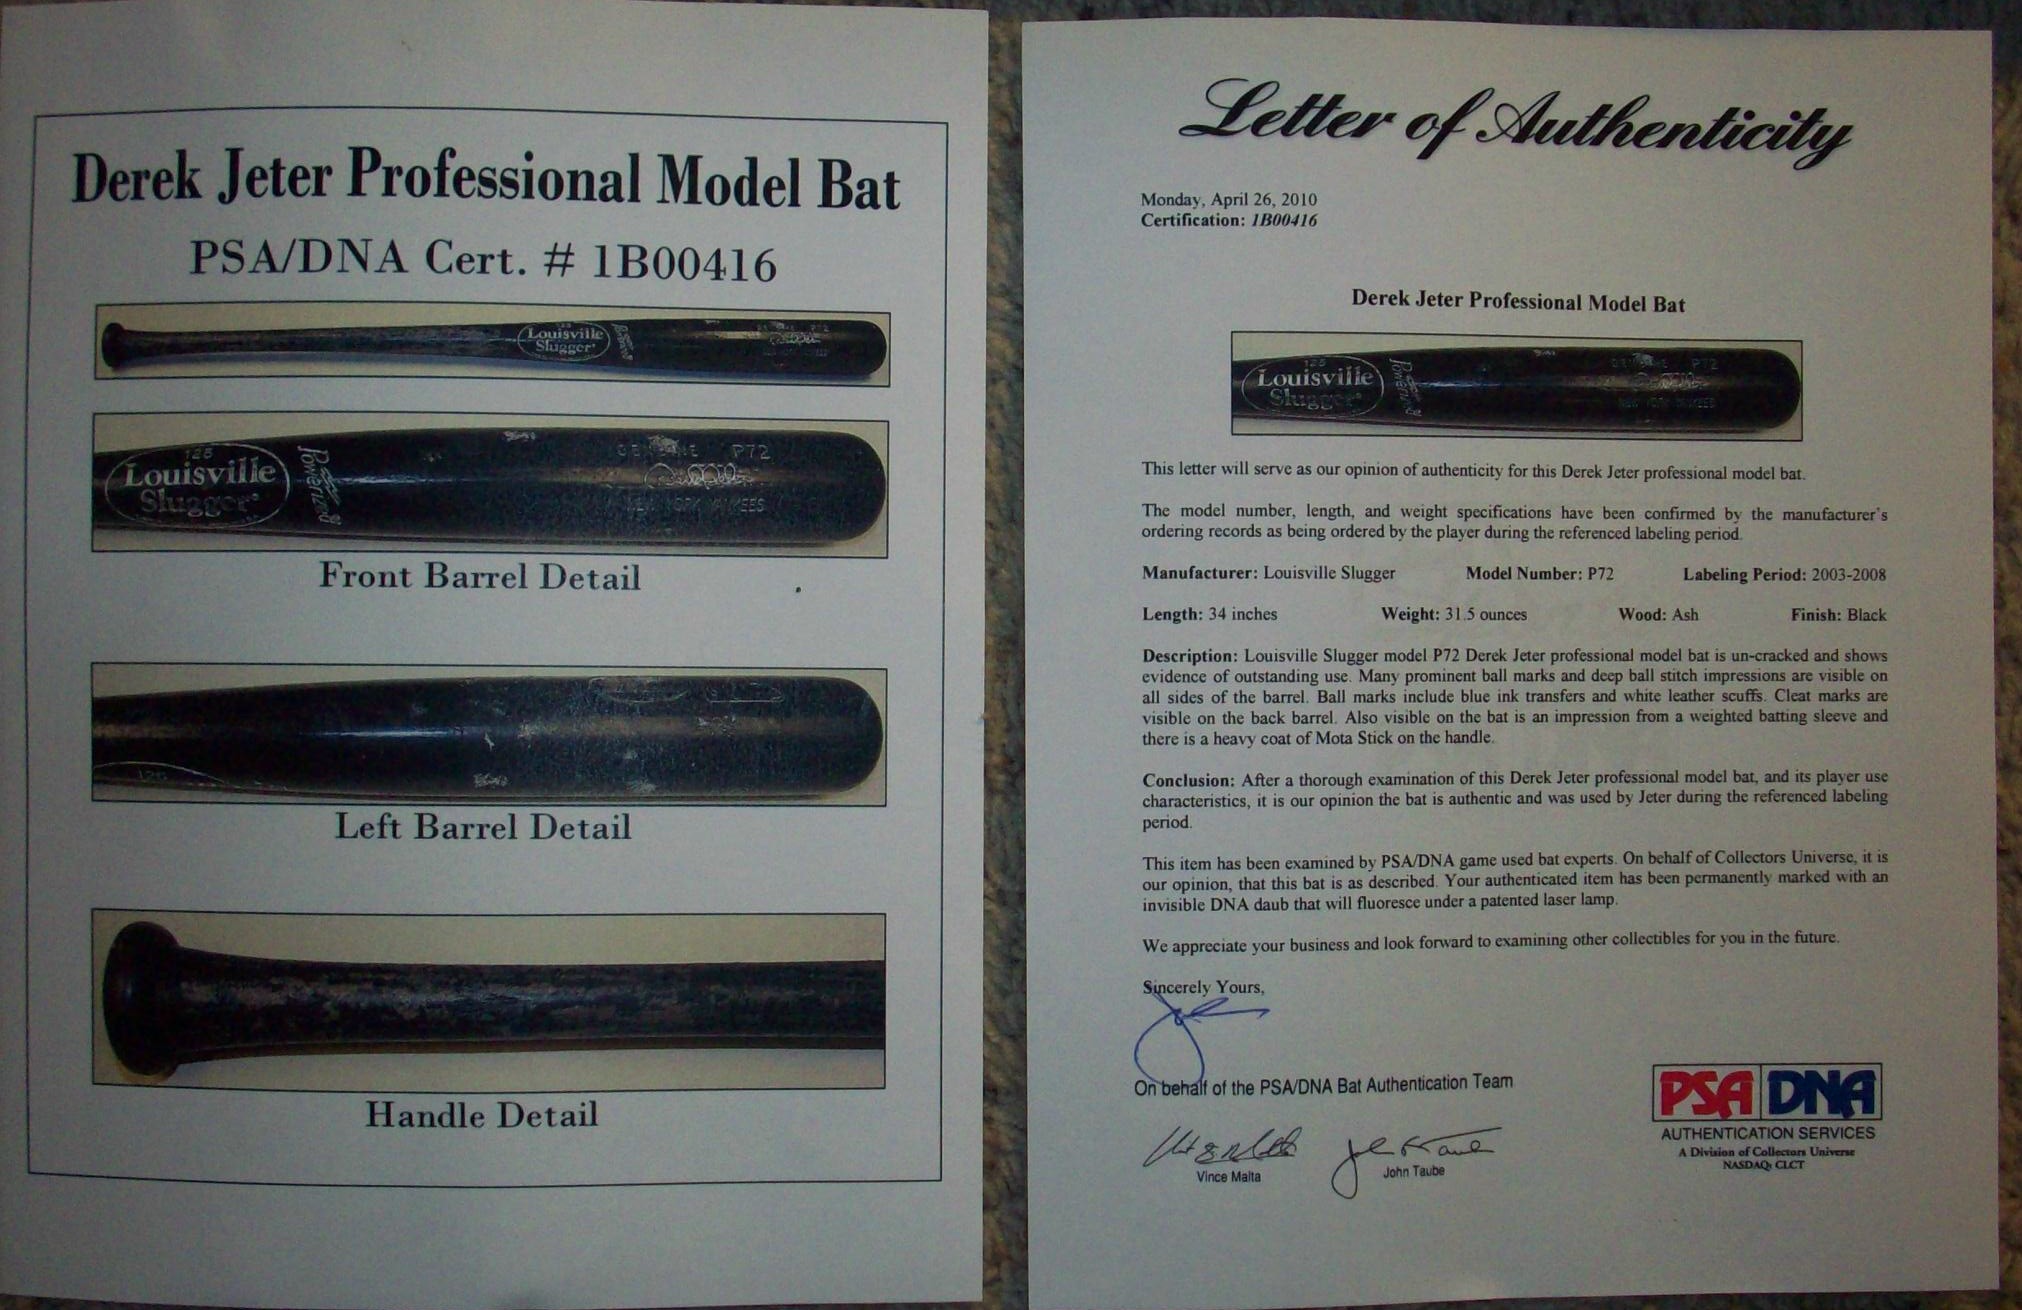 Derek Jeter Professional Model Bat
PSA/DNA Cert. # 1B00416
Louisville
Slugger
P72
125
Louisville
Slugger
Powerized
GENUINE P72
NEW YORK YANKEES
Front Barrel Detail
125
Left Barrel Detail
Handle Detail
Letter of Authenticity
Monday, April 26, 2010
Certification: 1B00416
Derek Jeter Professional Model Bat
125
Louisville
Slugger
Powerized
GENUINE P72
NEW YORK YANKEES
This letter will serve as our opinion of authenticity for this Derek Jeter professional model bat.
The model number, length, and weight specifications have been confirmed by the manufacturer's
ordering records as being ordered by the player during the referenced labeling period.
Manufacturer: Louisville Slugger Model Number: P72 Labeling Period: 2003-2008
Length: 34 inches Weight: 31.5 ounces Wood: Ash Finish: Black
Description: Louisville Slugger model P72 Derek Jeter professional model bat is un-cracked and shows
evidence of outstanding use. Many prominent ball marks and deep ball stitch impressions are visible on
all sides of the barrel. Ball marks include blue ink transfers and white leather scuffs. Cleat marks are
visible on the back barrel. Also visible on the bat is an impression from a weighted batting sleeve and
there is a heavy coat of Mota Stick on the handle.
Conclusion: After a thorough examination of this Derek Jeter professional model bat, and its player use
characteristics, it is our opinion the bat is authentic and was used by Jeter during the referenced labeling
period.
This item has been examined by PSA/DNA game used bat experts. On behalf of Collectors Universe, it is
our opinion, that this bat is as described. Your authenticated item has been permanently marked with an
invisible DNA daub that will fluoresce under a patented laser lamp.
We appreciate your business and look forward to examining other collectibles for you in the future.
Sincerely Yours,
On behalf of the PSA/DNA Bat Authentication Team
Vince Malta
John Taube
PSA DNA
AUTHENTICATION SERVICES
A Division of Collectors Universe
NASDAQ: CLCT